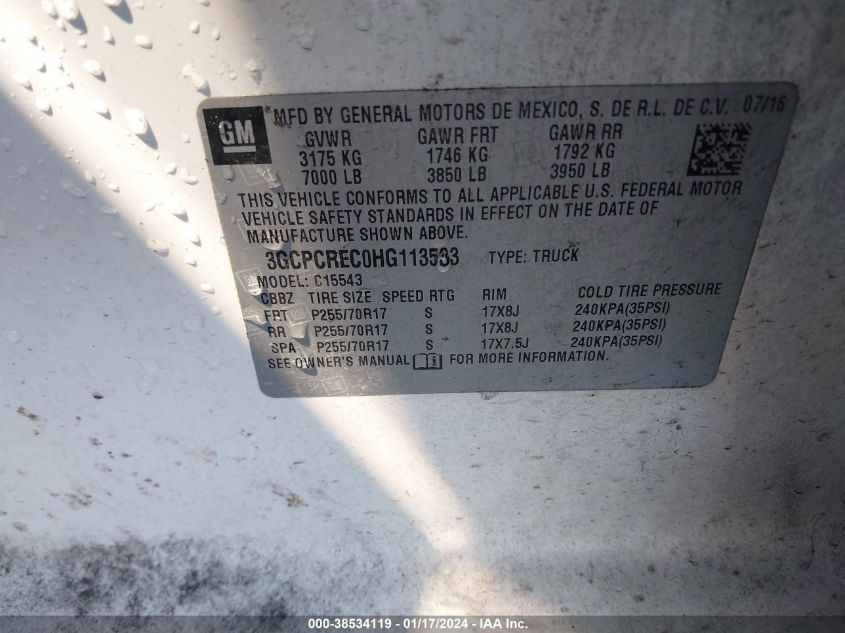 GM
*MFD BY GENERAL MOTORS DE MEXICO, S. DE R.L. DE C.V. 07/16
GVWR GAWR FRT GAWR RR
3175 KG 1746 KG 1792 KG
7000 LB 3850 LB 3950 LB
THIS VEHICLE CONFORMS TO ALL APPLICABLE U.S. FEDERAL MOTOR
VEHICLE SAFETY STANDARDS IN EFFECT ON THE DATE OF
MANUFACTURE SHOWN ABOVE.
3GCPCREC0HG113533 TYPE: TRUCK
MODEL: C15543
CBBZ TIRE SIZE SPEED RTG RIM COLD TIRE PRESSURE
FRT P255/70R17 S 17X8J 240KPA(35PSI)
RR P255/70R17 S 17X8J 240KPA(35PSI)
SPA P255/70R17 S 17X7.5J 240KPA(35PSI)
SEE OWNER'S MANUAL FOR MORE INFORMATION.
000-38534119 - 01/17/2024 - IAA Inc.